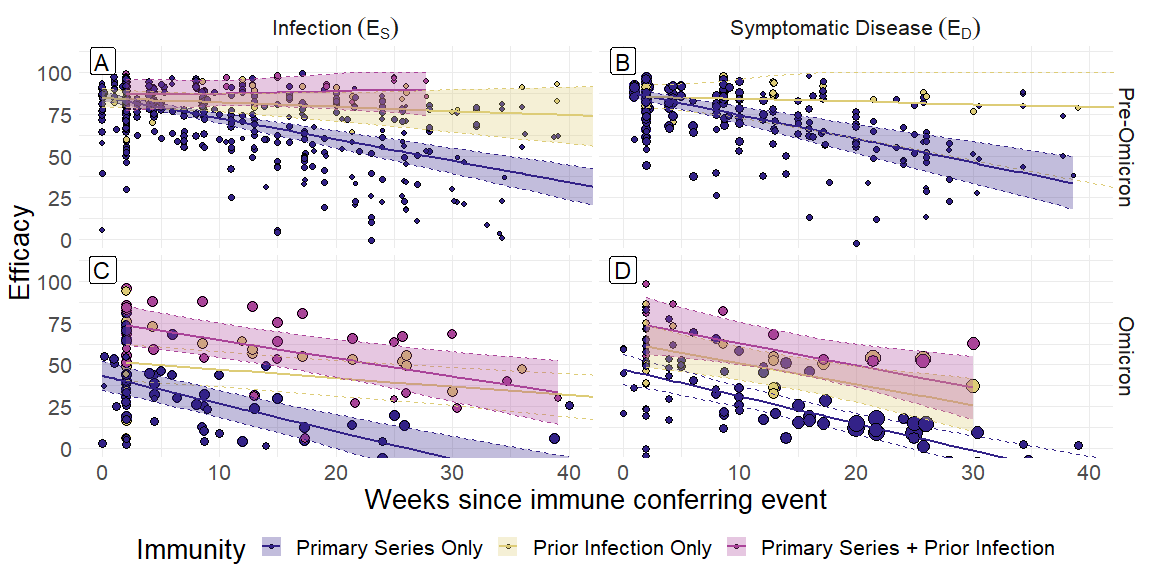 Infection (E_S)
Symptomatic Disease (E_D)
A
B
100
75
50
25
0
Pre-Omicron
Efficacy
C
D
100
75
50
25
0
Omicron
0 10 20 30 40
0 10 20 30 40
Weeks since immune conferring event
Immunity Primary Series Only Prior Infection Only Primary Series + Prior Infection